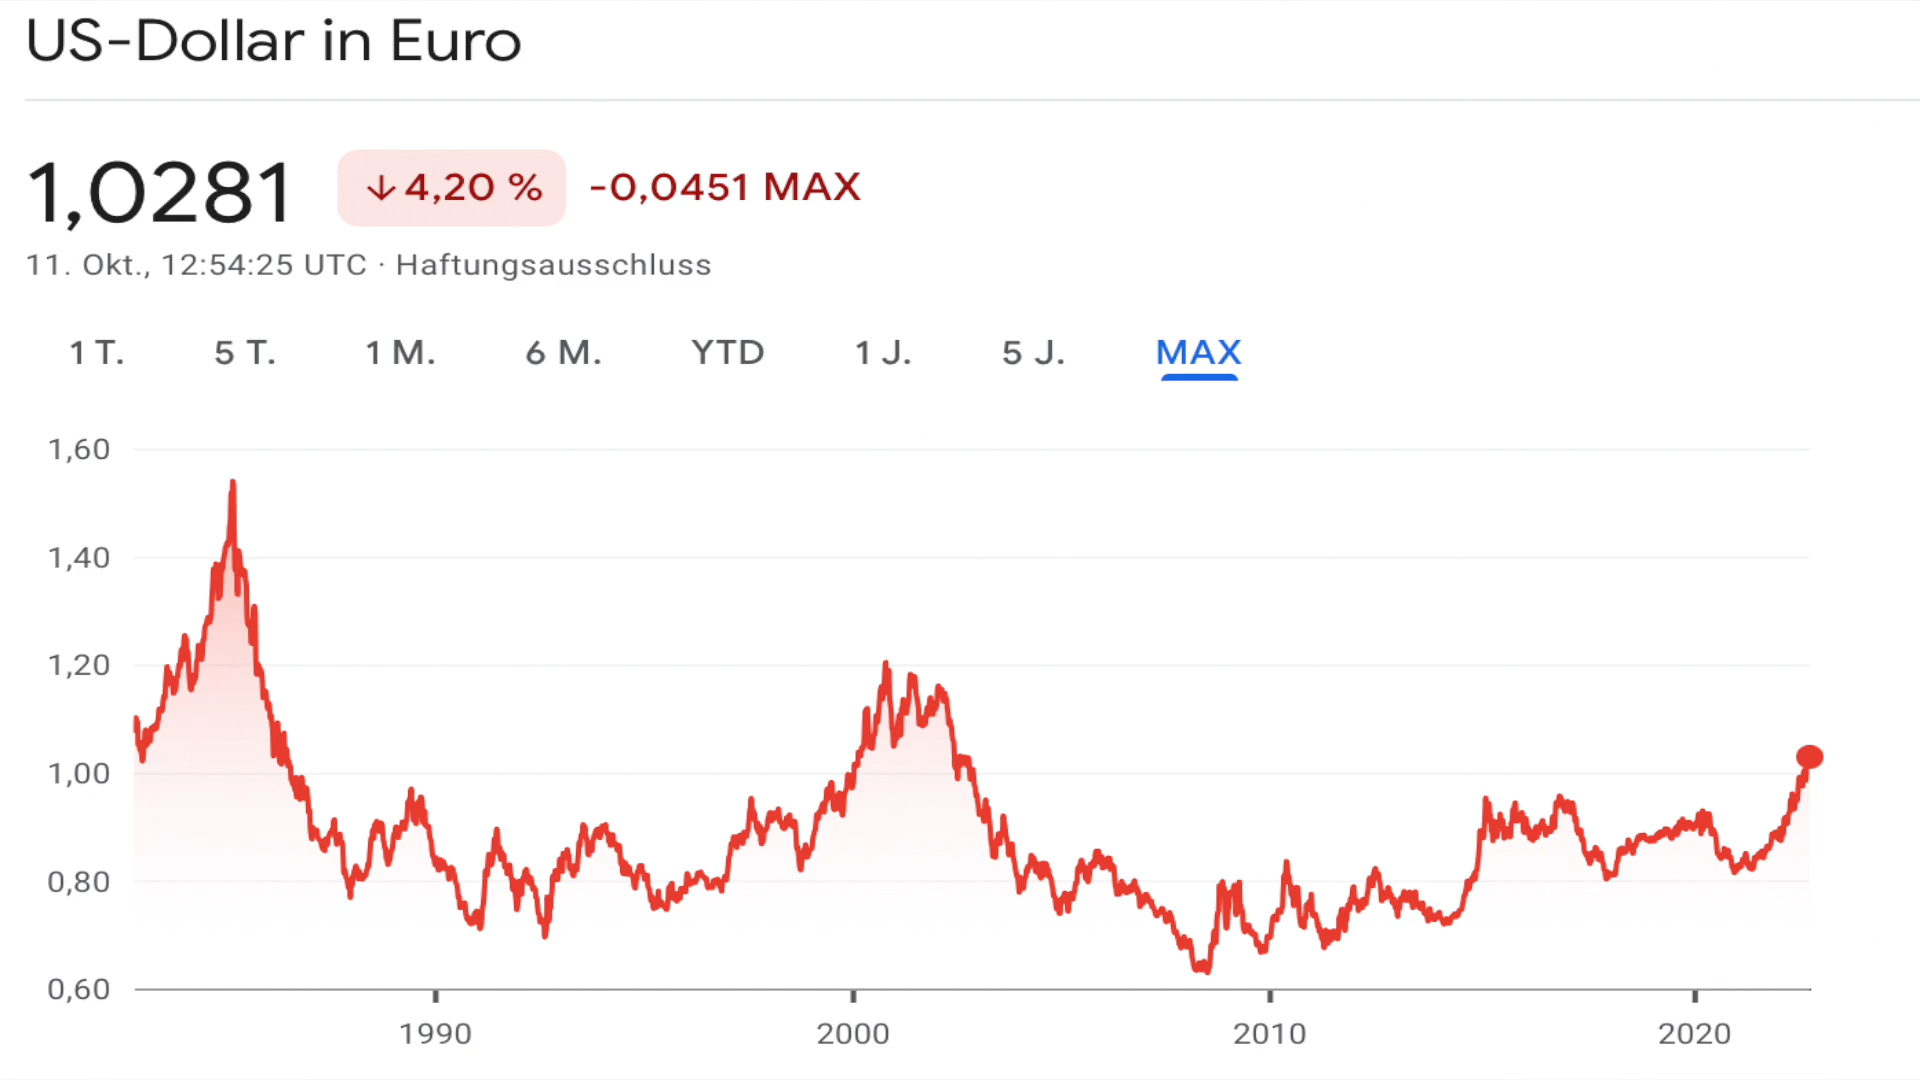 US-Dollar in Euro
1,0281 ↓4,20 % -0,0451 MAX
11. Okt., 12:54:25 UTC · Haftungsausschluss
1 T. 5 T. 1 M. 6 M. YTD 1 J. 5 J. MAX
1,60
1,40
1,20
1,00
0,80
0,60
1990 2000 2010 2020